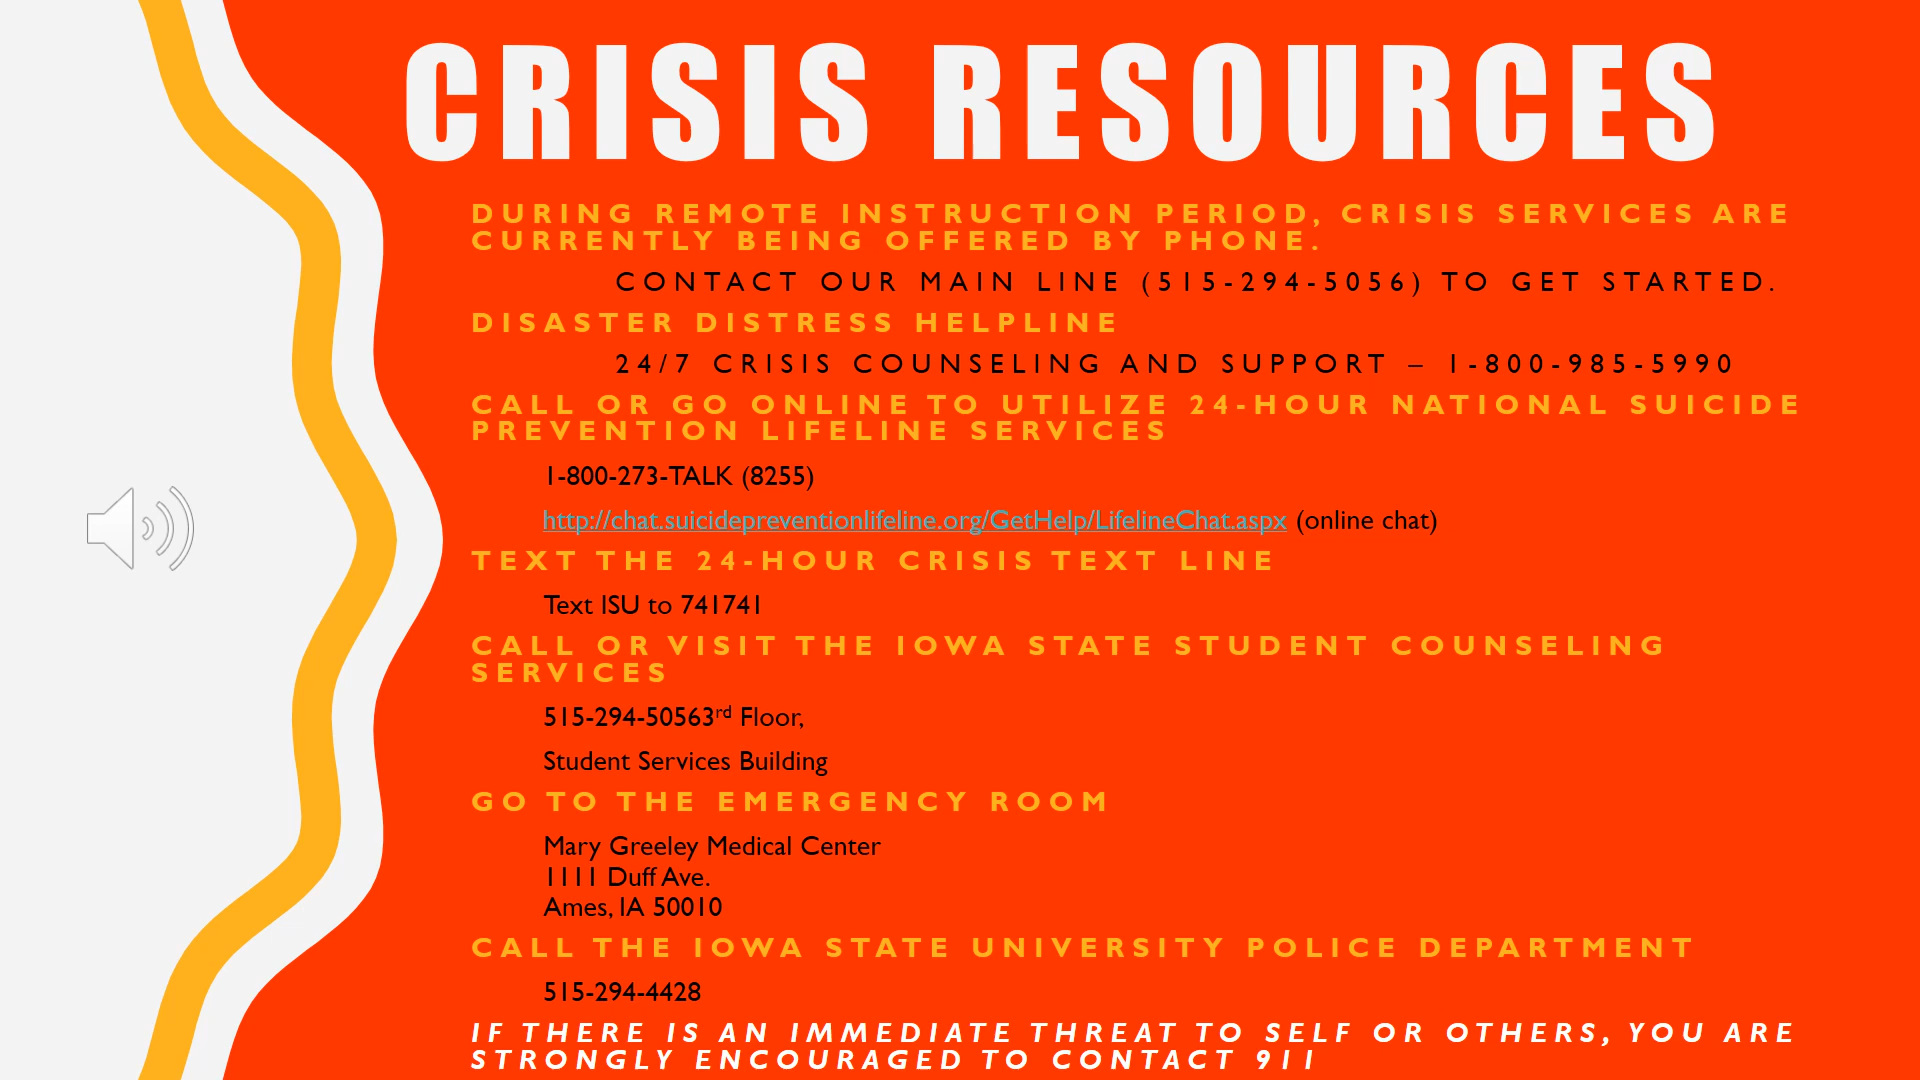 CRISIS RESOURCES
DURING REMOTE INSTRUCTION PERIOD, CRISIS SERVICES ARE
CURRENTLY BEING OFFERED BY PHONE.
CONTACT OUR MAIN LINE (515-294-5056) TO GET STARTED.
DISASTER DISTRESS HELPLINE
24/7 CRISIS COUNSELING AND SUPPORT – 1-800-985-5990
CALL OR GO ONLINE TO UTILIZE 24-HOUR NATIONAL SUICIDE
PREVENTION LIFELINE SERVICES
1-800-273-TALK (8255)
http://chat.suicidepreventionlifeline.org/GetHelp/LifelineChat.aspx (online chat)
TEXT THE 24-HOUR CRISIS TEXT LINE
Text ISU to 741741
CALL OR VISIT THE IOWA STATE STUDENT COUNSELING
SERVICES
515-294-50563rd Floor,
Student Services Building
GO TO THE EMERGENCY ROOM
Mary Greeley Medical Center
1111 Duff Ave.
Ames, IA 50010
CALL THE IOWA STATE UNIVERSITY POLICE DEPARTMENT
515-294-4428
IF THERE IS AN IMMEDIATE THREAT TO SELF OR OTHERS, YOU ARE
STRONGLY ENCOURAGED TO CONTACT 911